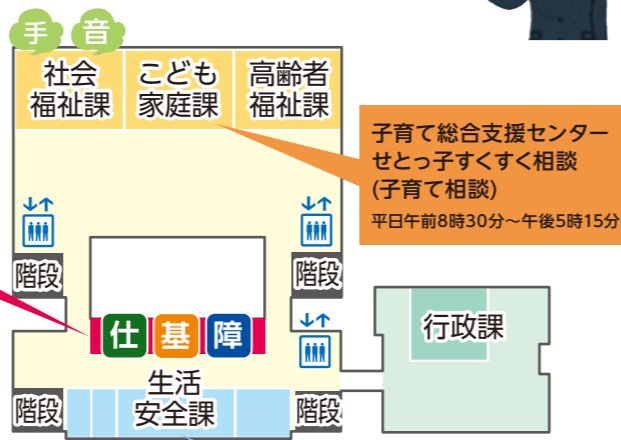 手 音
社会
福祉課
こども
家庭課
高齢者
福祉課
子育て総合支援センター
せとっ子すくすく相談
(子育て相談)
平日午前8時30分～午後5時15分
階段
階段
仕 基 障
行政課
生活
安全課
階段
階段